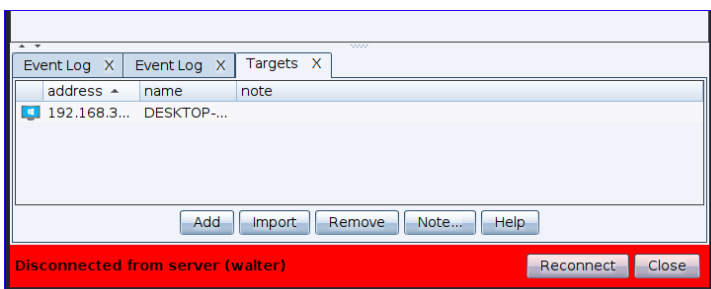 Event Log X Event Log X Targets X
address name note
192.168.3... DESKTOP-...
Add Import Remove Note... Help
Disconnected from server (walter) Reconnect Close